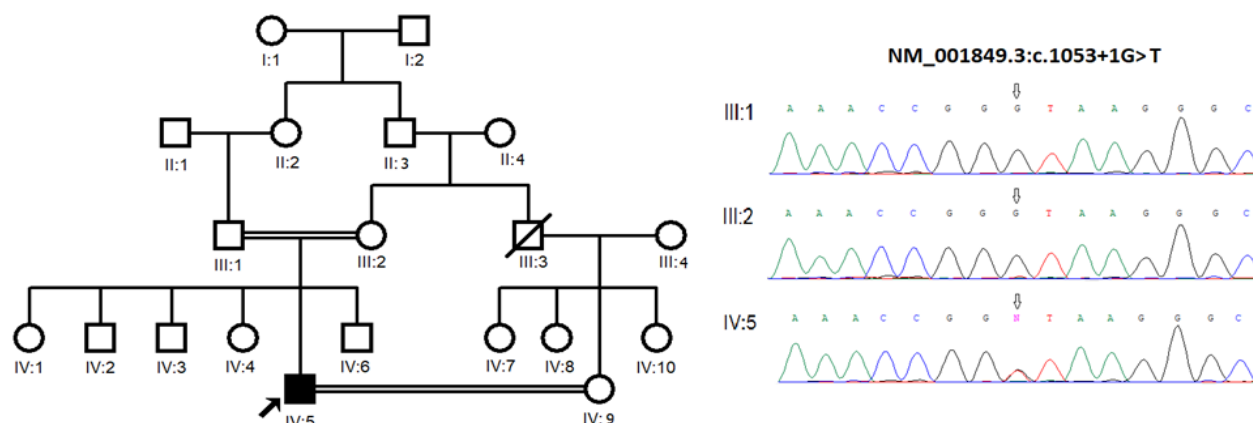 I:1 I:2
II:1 II:2 II:3 II:4
III:1 III:2 III:3 III:4
IV:1 IV:2 IV:3 IV:4 IV:6 IV:7 IV:8 IV:10
IV:5 IV:9
NM_001849.3:c.1053+1G>T
III:1 A A A C C G G G T A A G G G C
III:2 A A A C C G G G T A A G G G C
IV:5 A A A C C G G N T A A G G G C